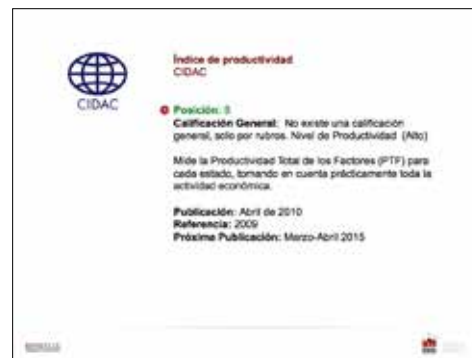 Índice de productividad
CIDAC
CIDAC
Posición: 8
Calificación General: No existe una calificación
general, solo por rubros. Nivel de Productividad (Alto)
Mide la Productividad Total de los Factores (PTF) para
cada estado, tomando en cuenta prácticamente toda la
actividad económica.
Publicación: Abril de 2010
Referencia: 2009
Próxima Publicación: Marzo-Abril 2015